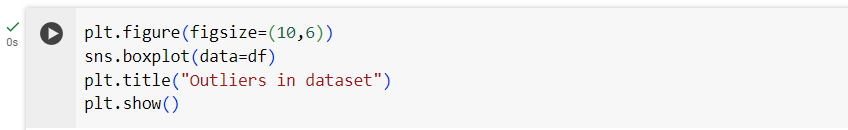 plt.figure(figsize=(10,6))
0s
sns.boxplot(data=df)
plt.title("Outliers in dataset")
plt.show()